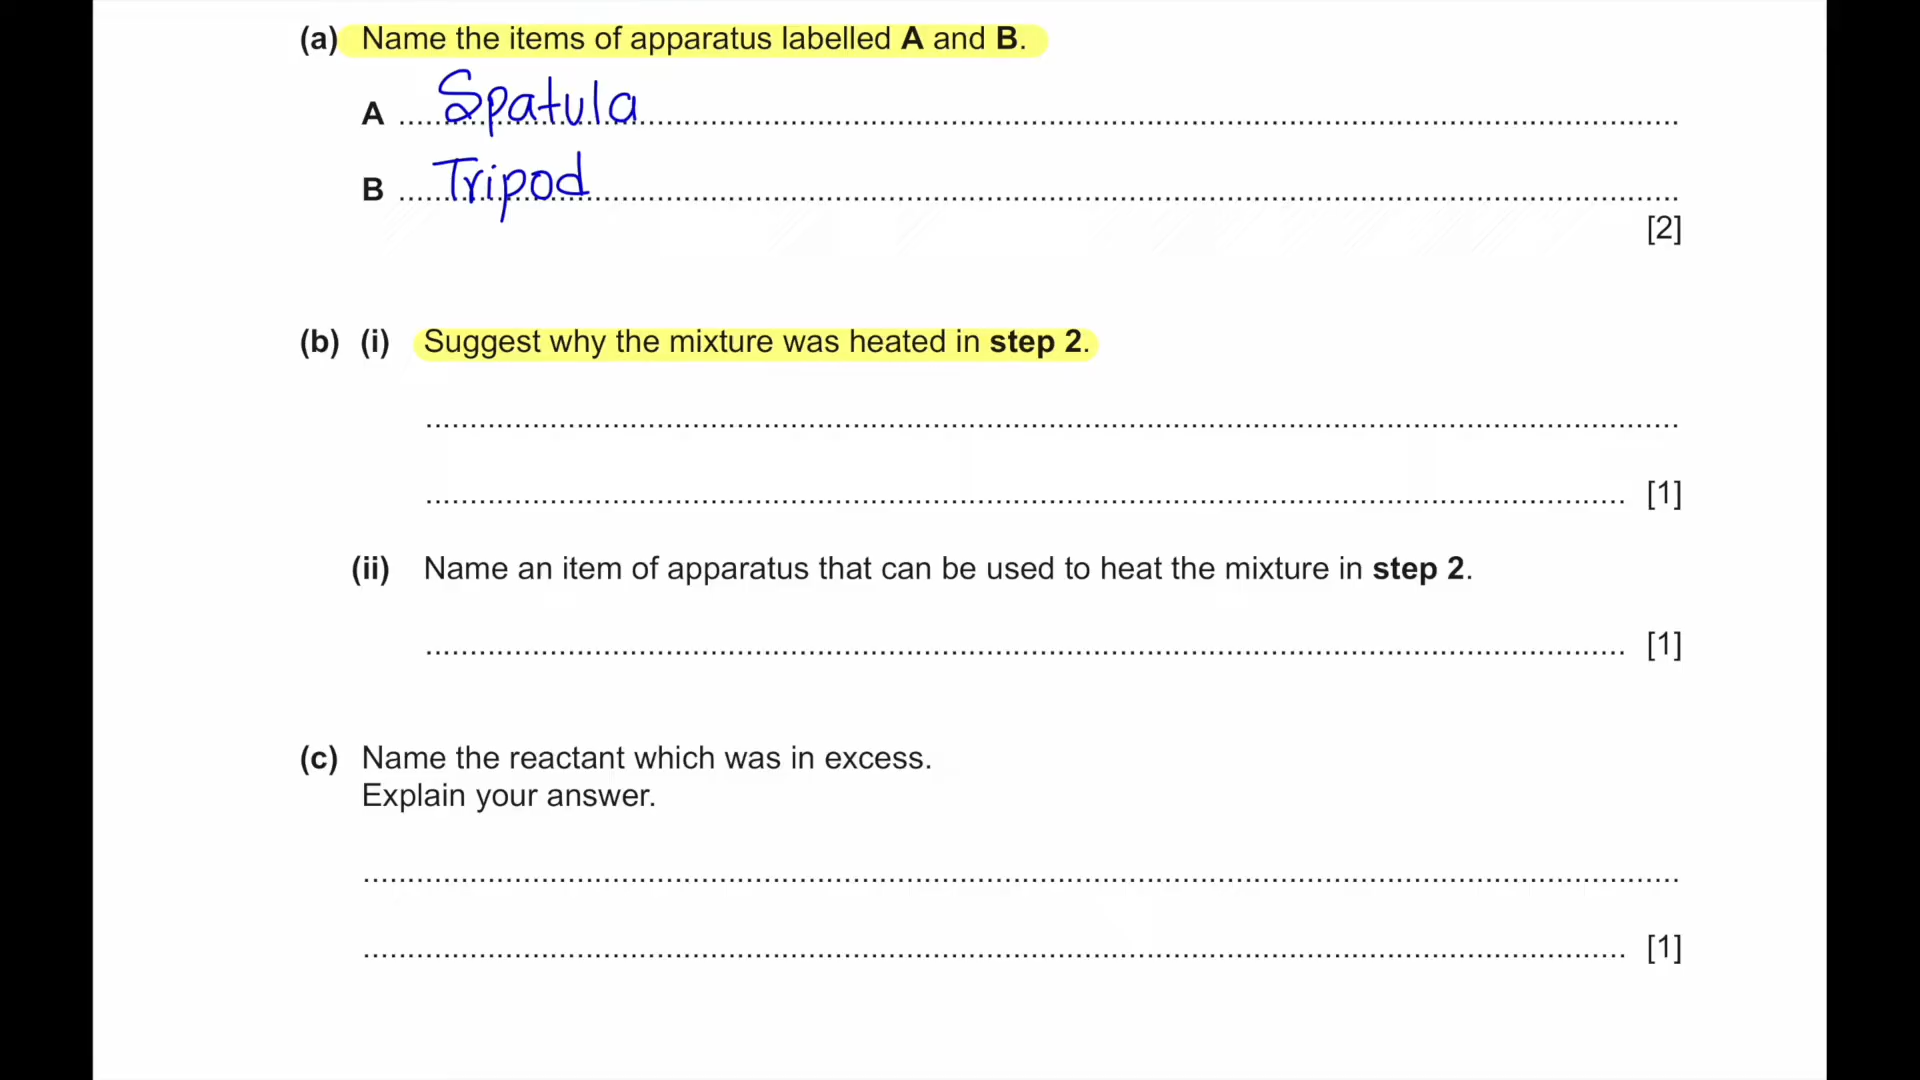 (a) Name the items of apparatus labelled A and B.
A ........ Spatula ........
B ........ Tripod ........
[2]
(b) (i) Suggest why the mixture was heated in step 2.
........
........ [1]
(ii) Name an item of apparatus that can be used to heat the mixture in step 2.
........ [1]
(c) Name the reactant which was in excess.
Explain your answer.
........
........ [1]